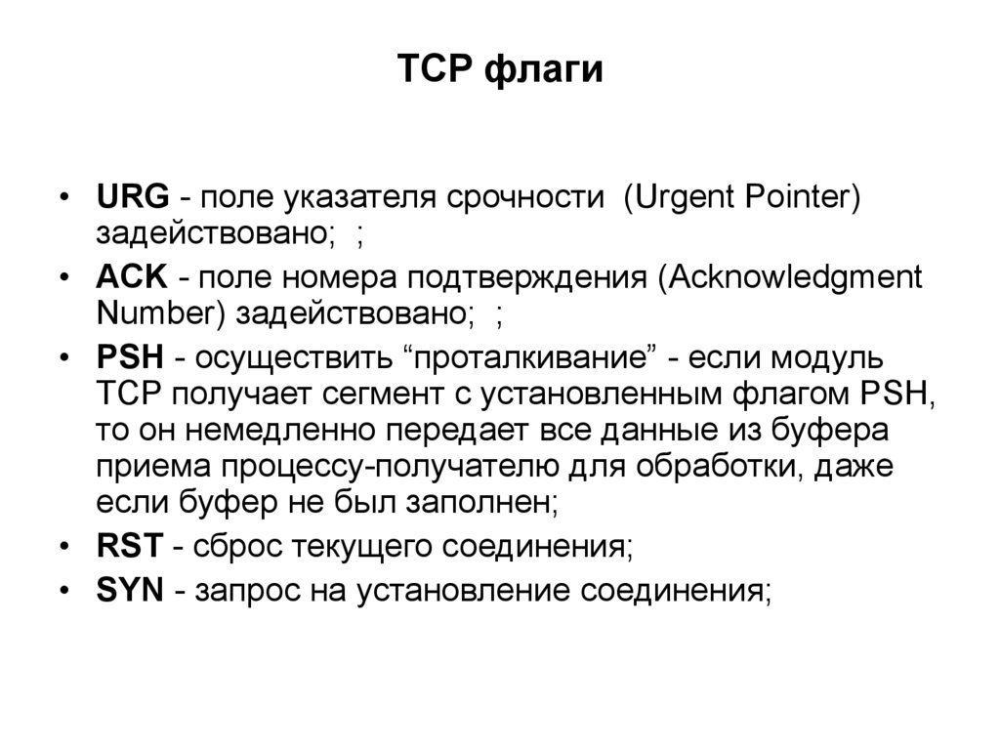 TCP флаги
• URG - поле указателя срочности  (Urgent Pointer)
задействовано;  ;
• ACK - поле номера подтверждения (Acknowledgment
Number) задействовано;  ;
• PSH - осуществить “проталкивание” - если модуль
TCP получает сегмент с установленным флагом PSH,
то он немедленно передает все данные из буфера
приема процессу-получателю для обработки, даже
если буфер не был заполнен;
• RST - сброс текущего соединения;
• SYN - запрос на установление соединения;